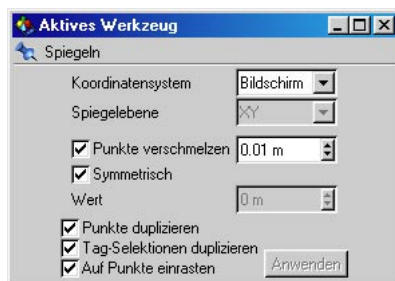 Aktives Werkzeug
Spiegeln
Koordinatensystem Bildschirm
Spiegelebene XY
Punkte verschmelzen 0.01 m
Symmetrisch
Wert 0 m
Punkte duplizieren
Tag-Selektionen duplizieren
Auf Punkte einrasten Anwenden